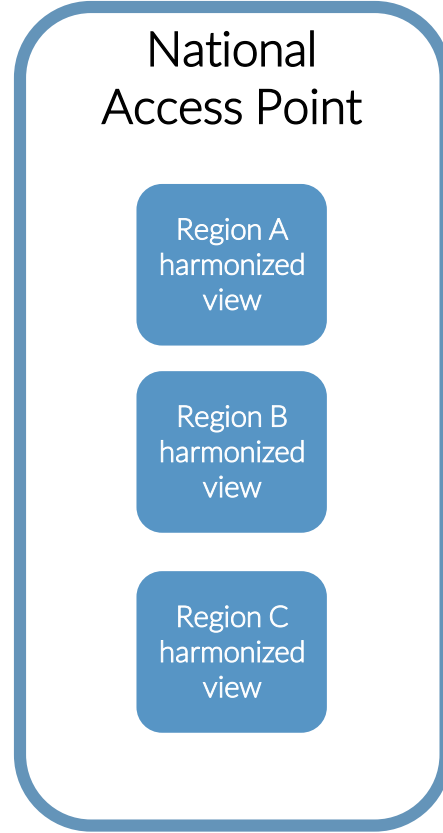 National
Access Point
Region A
harmonized
view
Region B
harmonized
view
Region C
harmonized
view